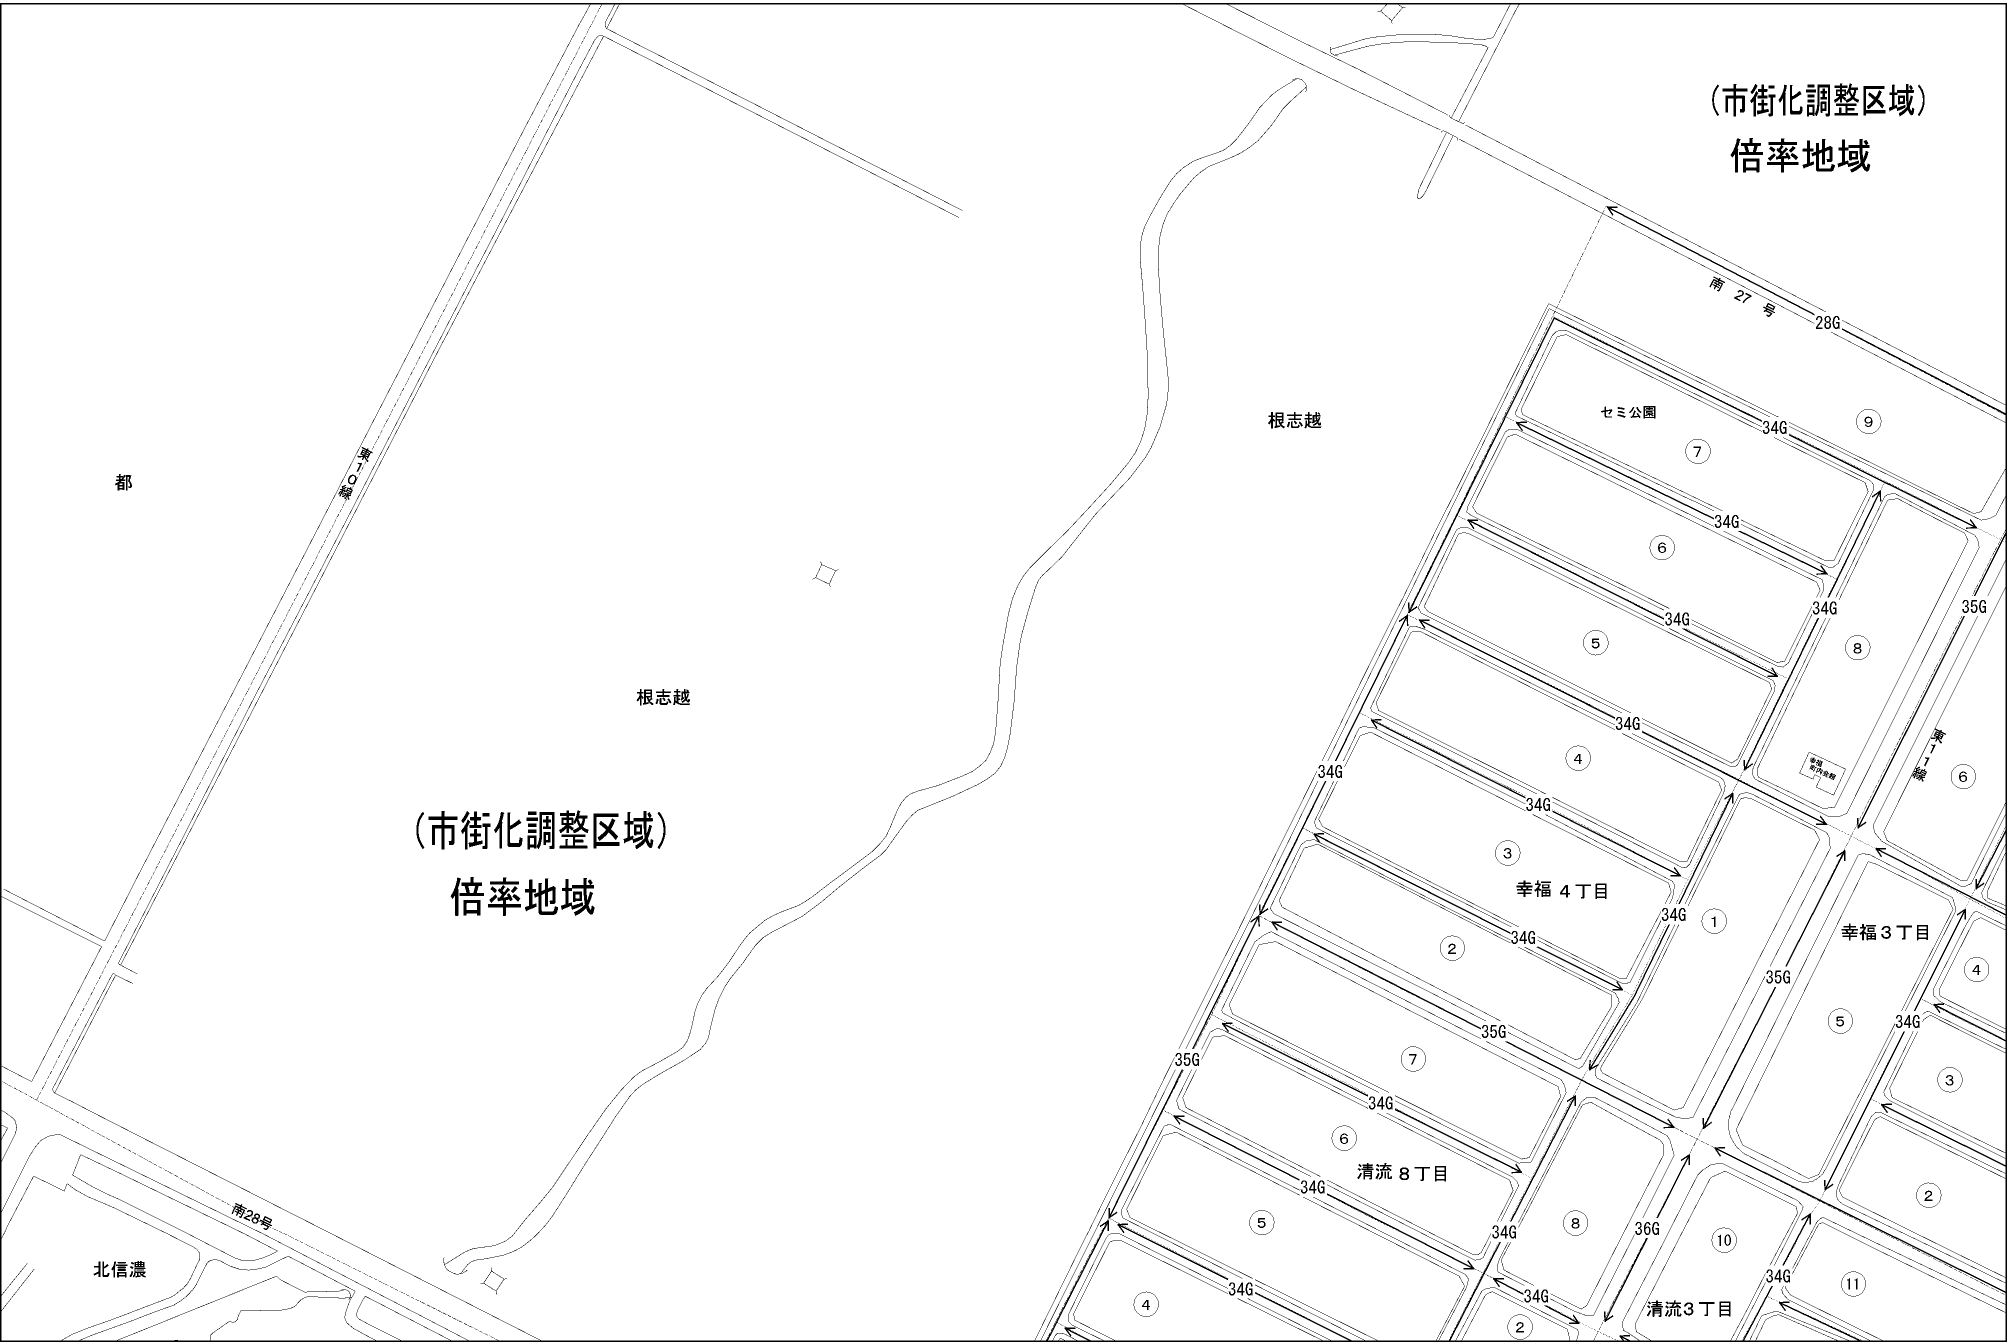 (市街化調整区域)
倍率地域
南 27 号
28G
根志越
セミ公園
34G
⑨
⑦
都
東10線
34G
⑥
34G
34G
35G
⑤
⑧
根志越
34G
東11線
④
幸福
町内会館
⑥
34G
34G
(市街化調整区域)
倍率地域
③
幸福 4 丁目
34G
①
幸福3丁目
34G
②
④
35G
35G
34G
⑤
35G
⑦
③
34G
⑥
清流 8 丁目
34G
②
南28号
⑤
⑧
34G
36G
⑩
北信濃
34G
34G
34G
⑪
④
清流3丁目
②